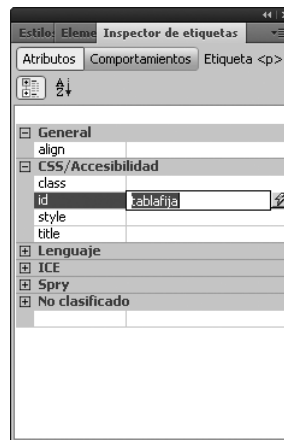 Estilo: Eleme Inspector de etiquetas
Atributos Comportamientos Etiqueta <p>
General
align
CSS/Accesibilidad
class
id tablafija
style
title
Lenguaje
ICE
Spry
No clasificado